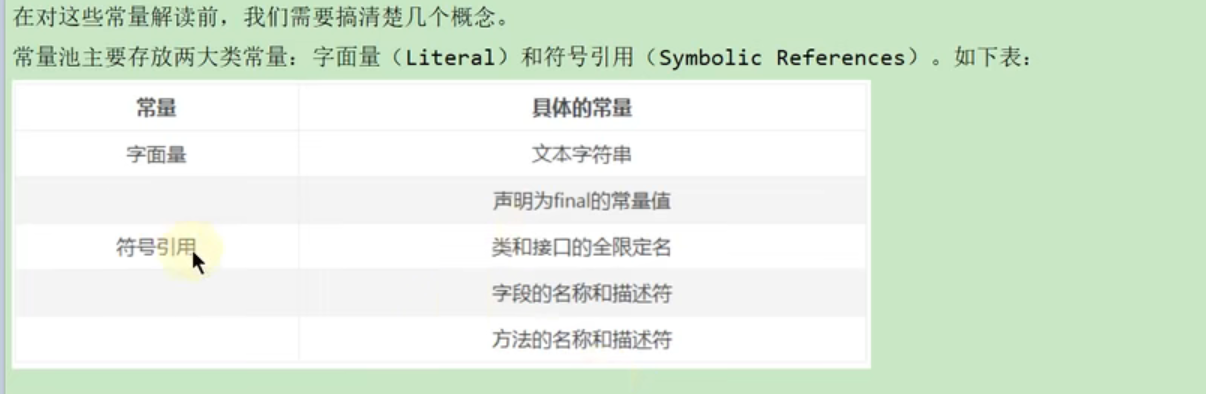 在对这些常量解读前，我们需要搞清楚几个概念。
常量池主要存放两大类常量：字面量（Literal）和符号引用（Symbolic References）。如下表：
常量 具体的常量
字面量 文本字符串
声明为final的常量值
符号引用 类和接口的全限定名
字段的名称和描述符
方法的名称和描述符